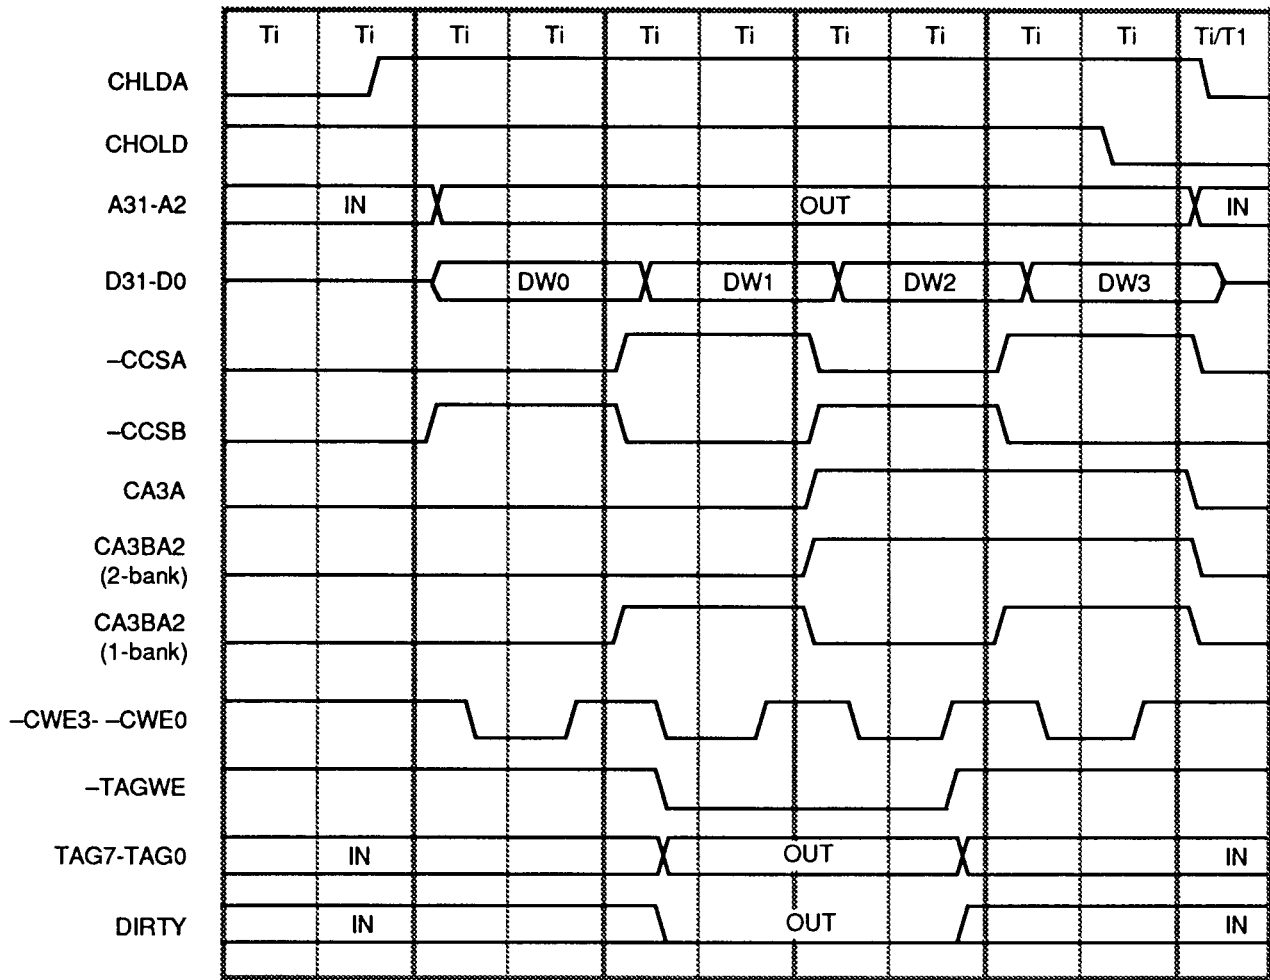 Ti Ti Ti Ti Ti Ti Ti Ti Ti Ti Ti/T1
CHLDA
CHOLD
A31-A2 IN OUT IN
D31-D0 DW0 DW1 DW2 DW3
–CCSA
–CCSB
CA3A
CA3BA2
(2-bank)
CA3BA2
(1-bank)
–CWE3- –CWE0
–TAGWE
TAG7-TAG0 IN OUT IN
DIRTY IN OUT IN